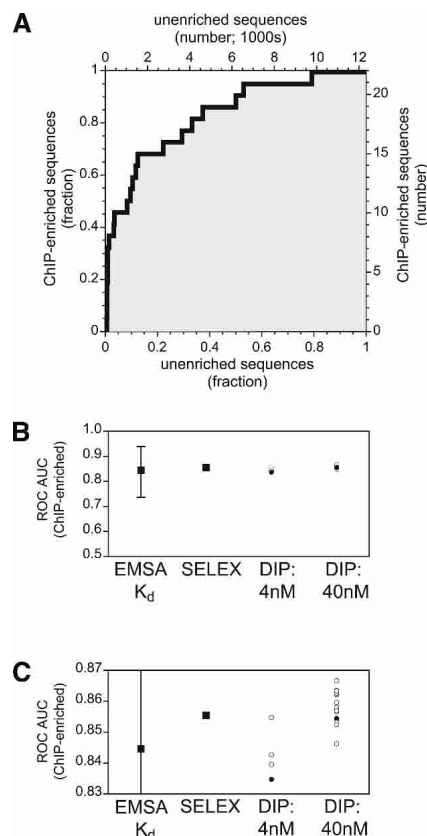 A
unenriched sequences
(number; 1000s)
0 2 4 6 8 10 12
1
0.8
0.6
0.4
0.2
0
ChIP-enriched sequences
(fraction)
20
15
10
5
0
ChIP-enriched sequences
(number)
0 0.2 0.4 0.6 0.8 1
unenriched sequences
(fraction)
B
ROC AUC
(ChIP-enriched)
1.0
0.9
0.8
0.7
0.6
0.5
EMSA SELEX DIP: DIP:
Kd 4nM 40nM
C
ROC AUC
(ChIP-enriched)
0.87
0.86
0.85
0.84
0.83
EMSA SELEX DIP: DIP:
Kd 4nM 40nM